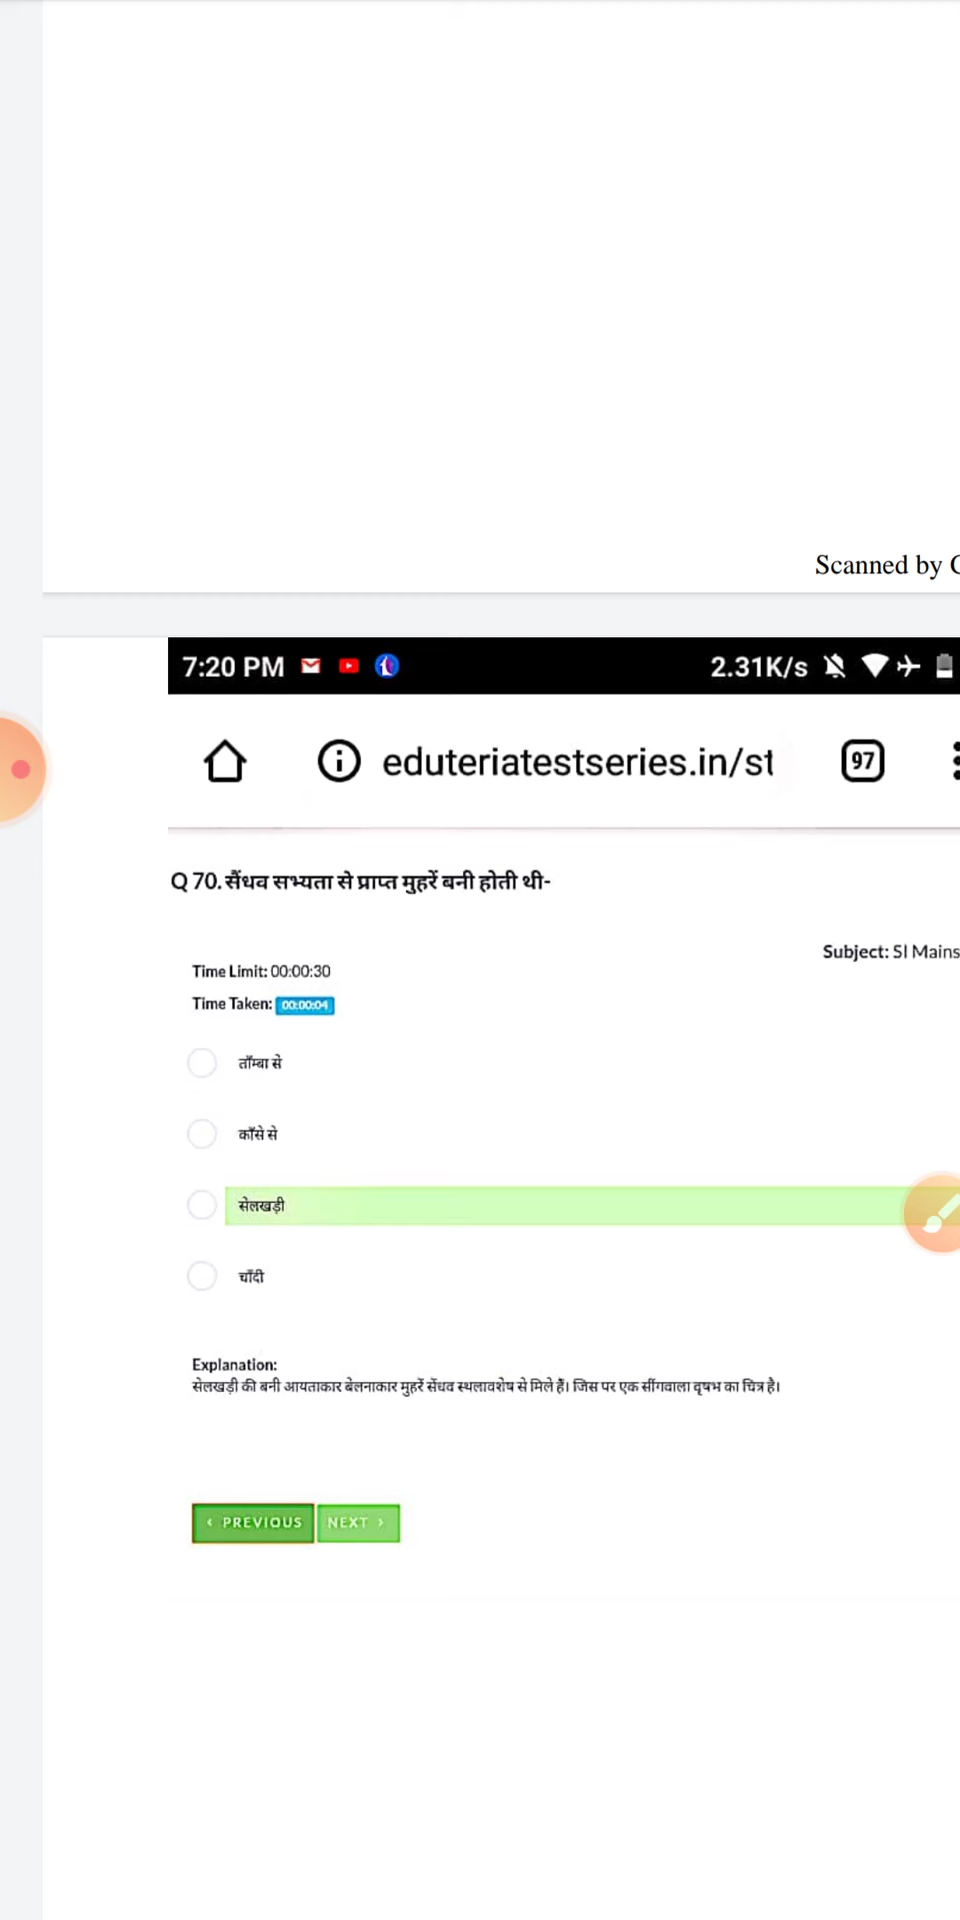 Scanned by
7:20 PM 2.31K/s
eduteriatestseries.in/st 97
Q 70. सैंधव सभ्यता से प्राप्त मुहरें बनी होती थी-
Subject: SI Mains
Time Limit: 00:00:30
Time Taken: 00:00:04
ताॅम्बा से
काॅंसे से
सेलखड़ी
चाॅंदी
Explanation:
सेलखड़ी की बनी आयताकार बेलनाकार मुहरें सेंधव स्थलावशेष से मिले हैं। जिस पर एक सींगवाला वृषभ का चित्र है।
‹ PREVIOUS NEXT ›